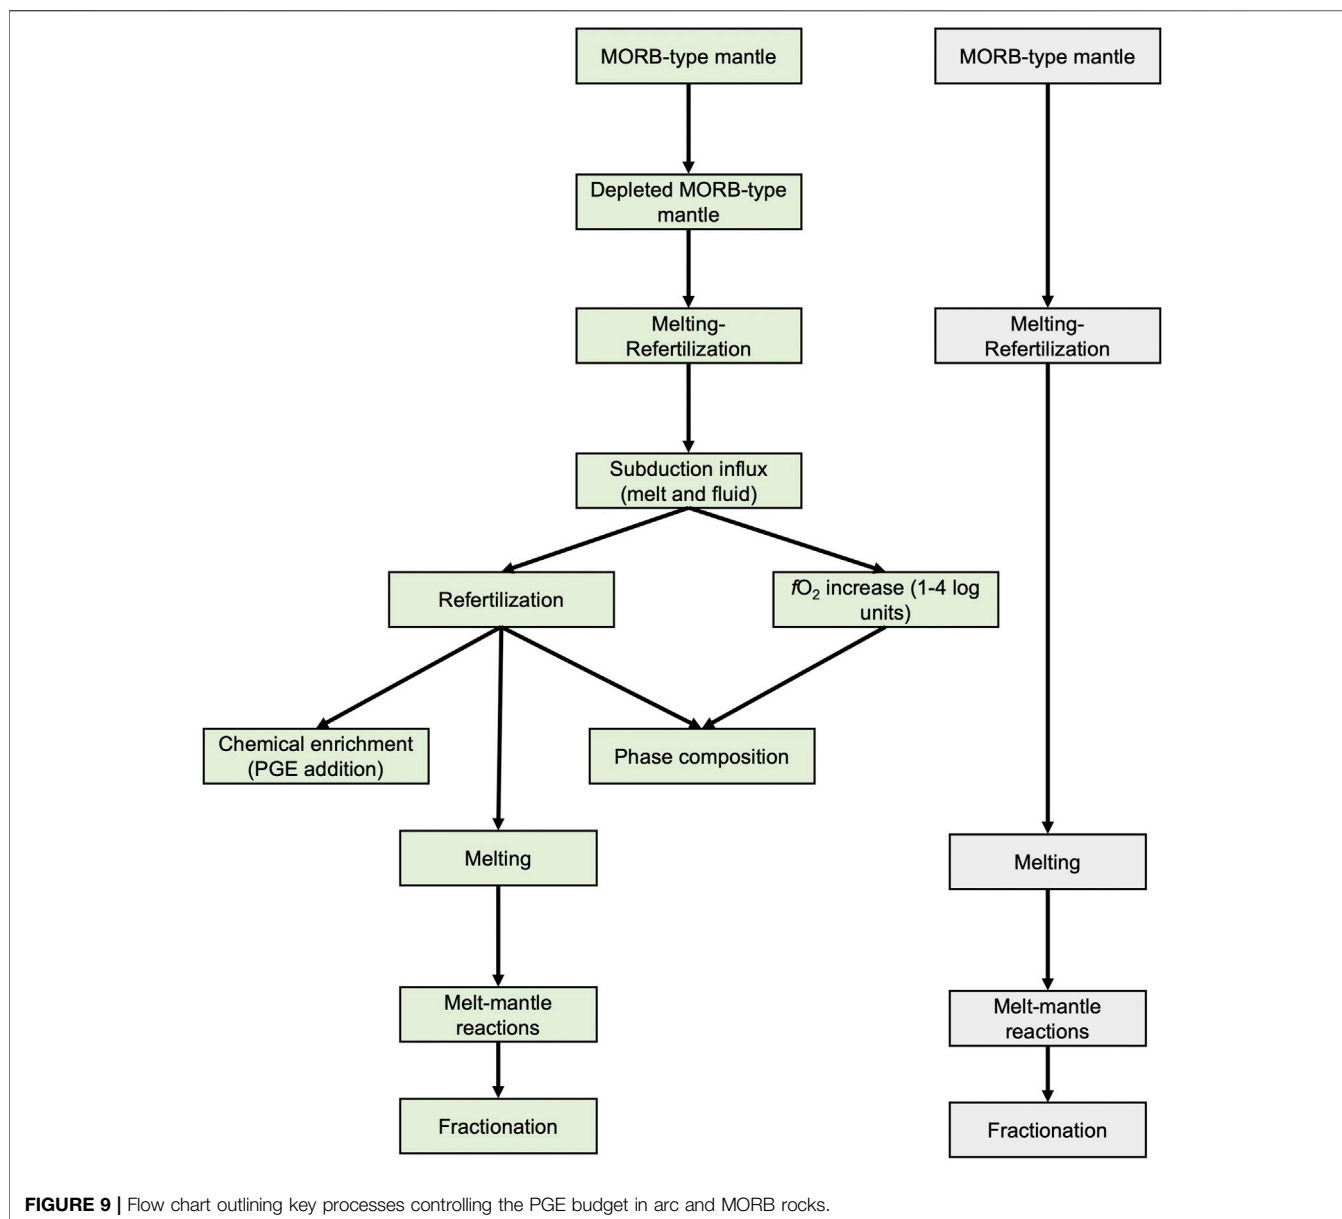 MORB-type mantle
MORB-type mantle
Depleted MORB-type
mantle
Melting-
Refertilization
Melting-
Refertilization
Subduction influx
(melt and fluid)
Refertilization
fO₂ increase (1-4 log
units)
Chemical enrichment
(PGE addition)
Phase composition
Melting
Melting
Melt-mantle
reactions
Melt-mantle
reactions
Fractionation
Fractionation
FIGURE 9 | Flow chart outlining key processes controlling the PGE budget in arc and MORB rocks.